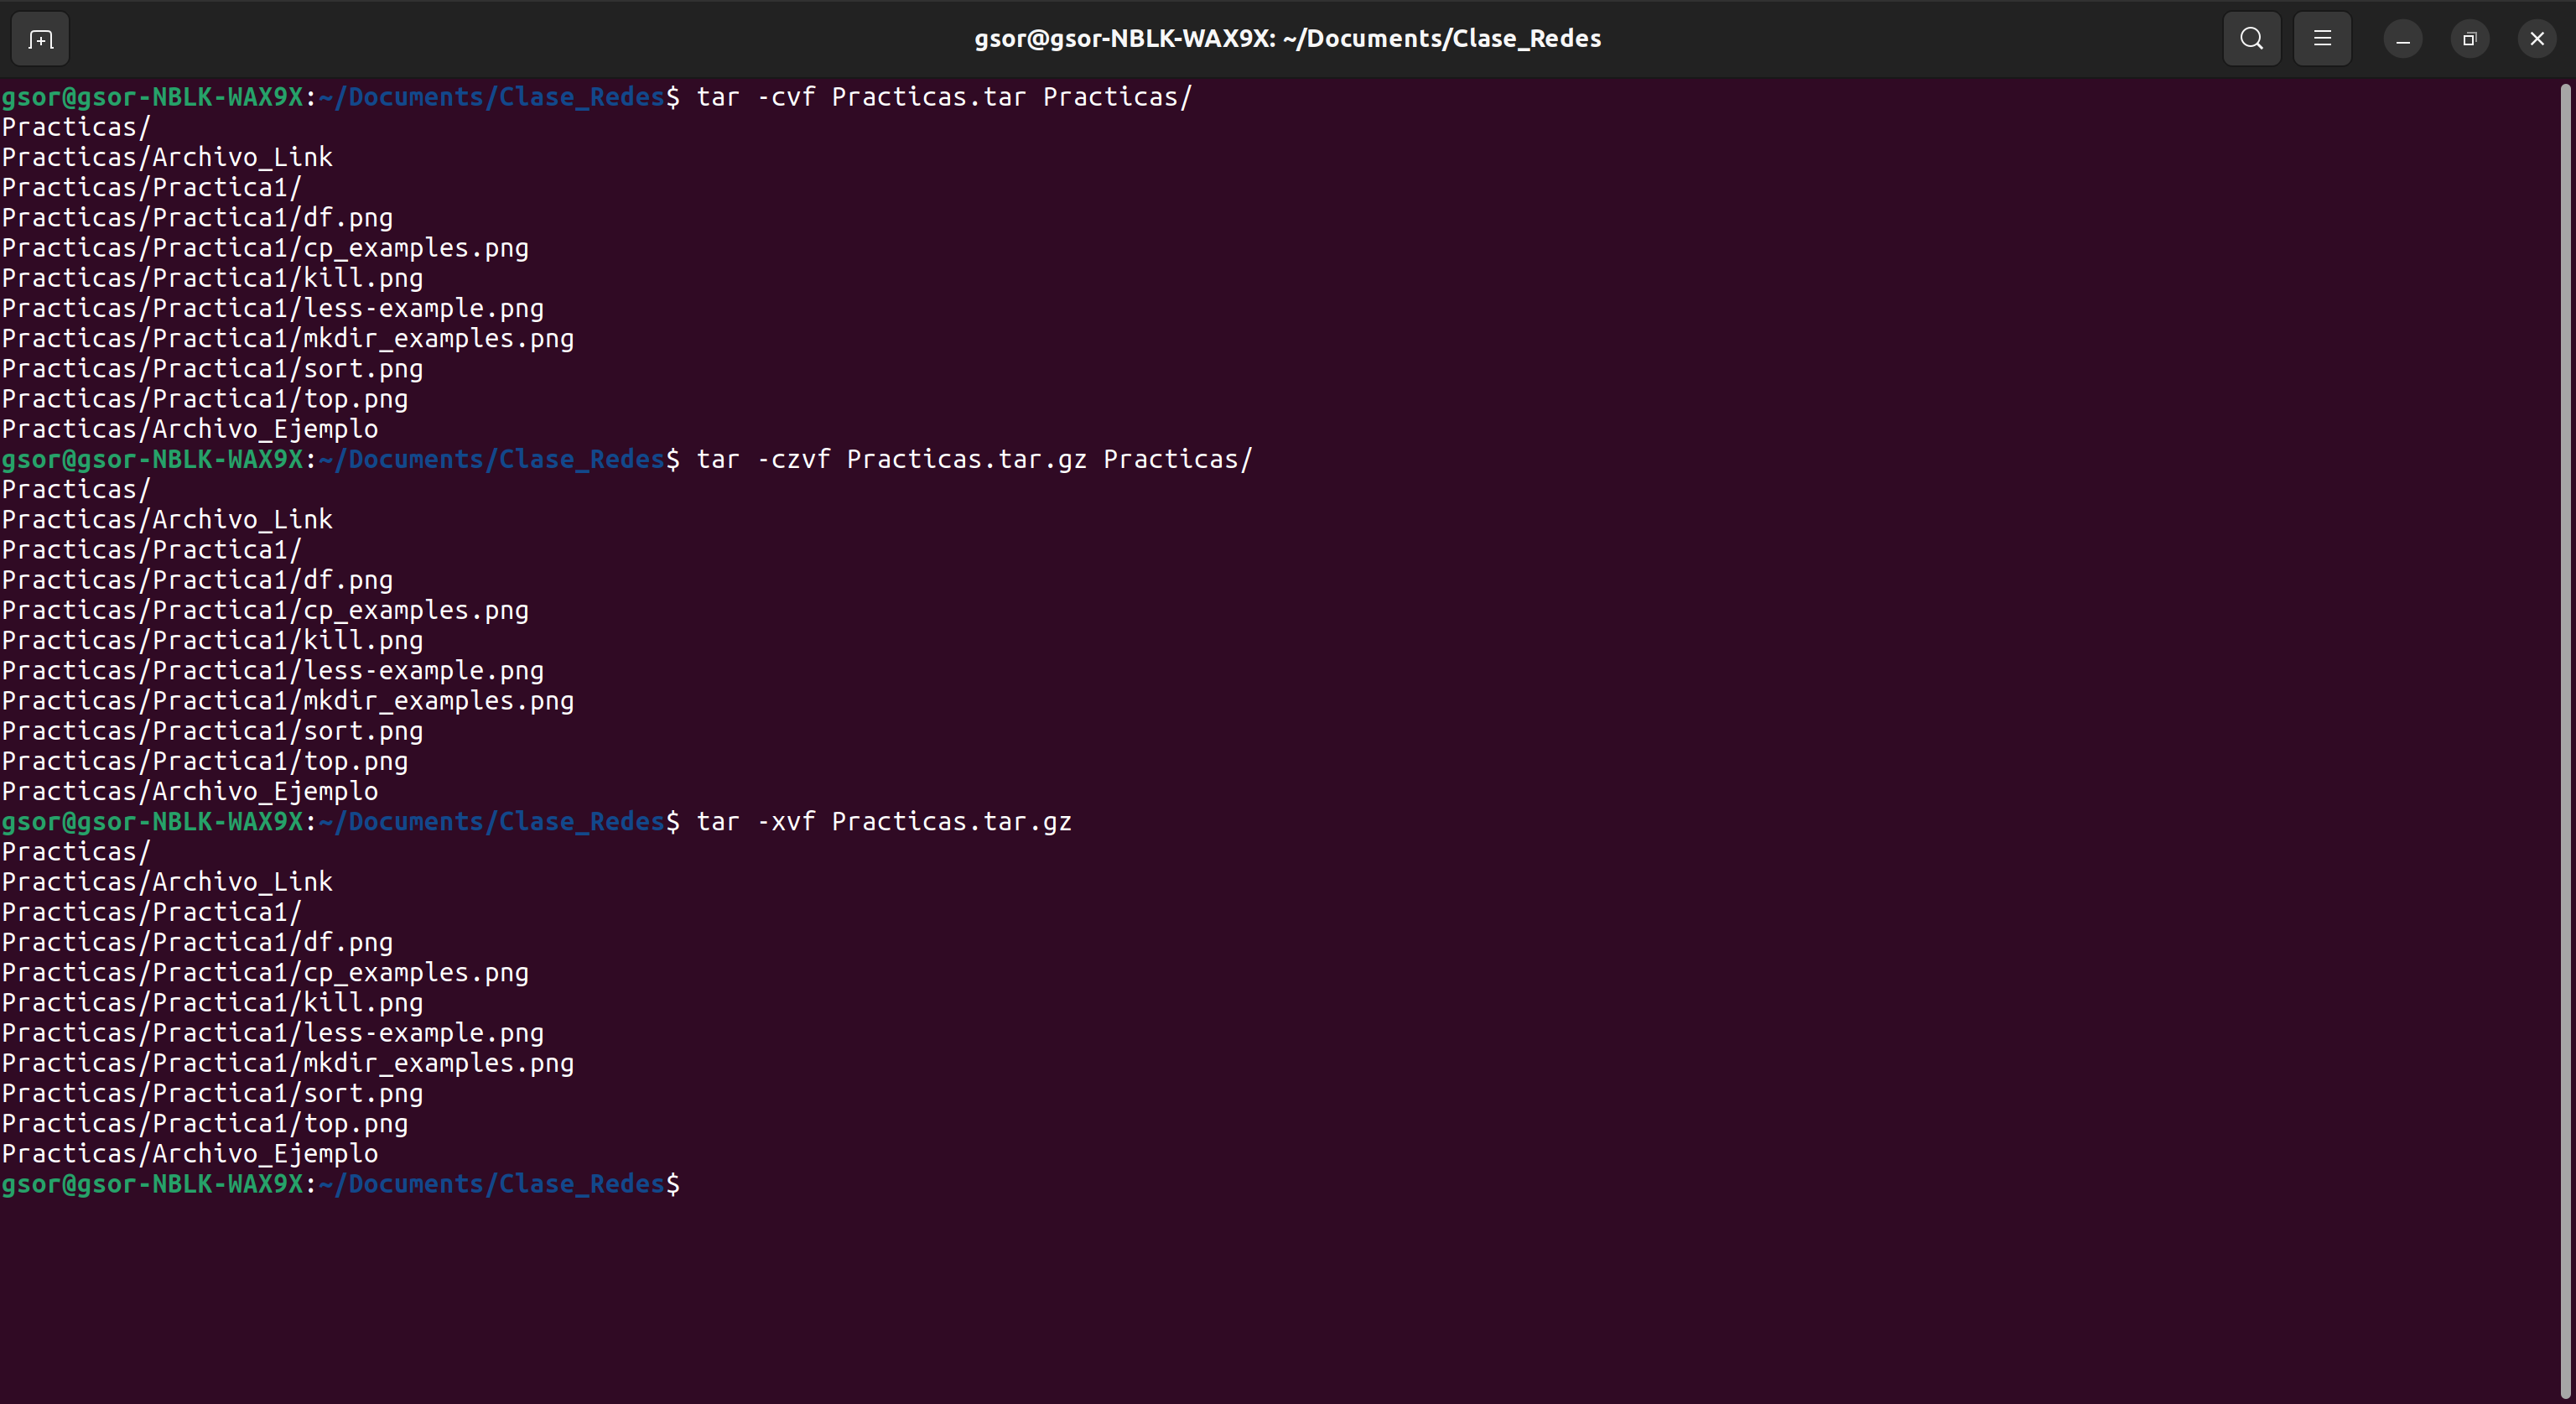 gsor@gsor-NBLK-WAX9X: ~/Documents/Clase_Redes
gsor@gsor-NBLK-WAX9X:~/Documents/Clase_Redes$ tar -cvf Practicas.tar Practicas/
Practicas/
Practicas/Archivo_Link
Practicas/Practica1/
Practicas/Practica1/df.png
Practicas/Practica1/cp_examples.png
Practicas/Practica1/kill.png
Practicas/Practica1/less-example.png
Practicas/Practica1/mkdir_examples.png
Practicas/Practica1/sort.png
Practicas/Practica1/top.png
Practicas/Archivo_Ejemplo
gsor@gsor-NBLK-WAX9X:~/Documents/Clase_Redes$ tar -czvf Practicas.tar.gz Practicas/
Practicas/
Practicas/Archivo_Link
Practicas/Practica1/
Practicas/Practica1/df.png
Practicas/Practica1/cp_examples.png
Practicas/Practica1/kill.png
Practicas/Practica1/less-example.png
Practicas/Practica1/mkdir_examples.png
Practicas/Practica1/sort.png
Practicas/Practica1/top.png
Practicas/Archivo_Ejemplo
gsor@gsor-NBLK-WAX9X:~/Documents/Clase_Redes$ tar -xvf Practicas.tar.gz
Practicas/
Practicas/Archivo_Link
Practicas/Practica1/
Practicas/Practica1/df.png
Practicas/Practica1/cp_examples.png
Practicas/Practica1/kill.png
Practicas/Practica1/less-example.png
Practicas/Practica1/mkdir_examples.png
Practicas/Practica1/sort.png
Practicas/Practica1/top.png
Practicas/Archivo_Ejemplo
gsor@gsor-NBLK-WAX9X:~/Documents/Clase_Redes$